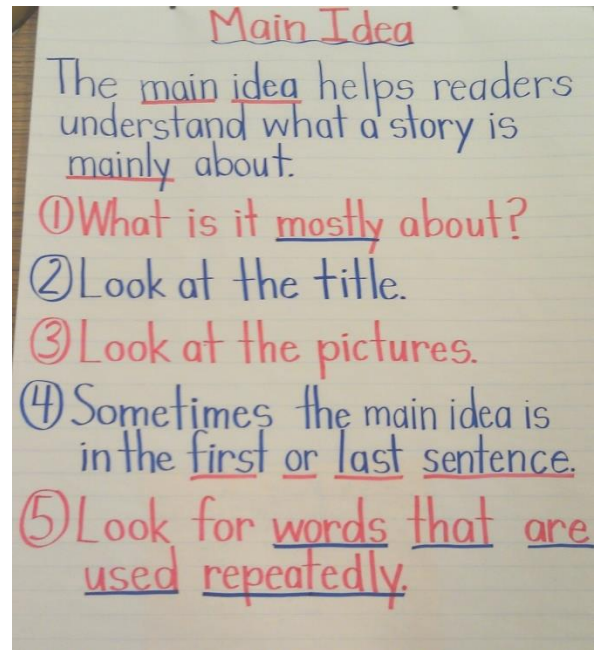 Main Idea
The main idea helps readers
understand what a story is
mainly about.
①What is it mostly about?
②Look at the title.
③Look at the pictures.
④Sometimes the main idea is
in the first or last sentence.
⑤Look for words that are
used repeatedly.